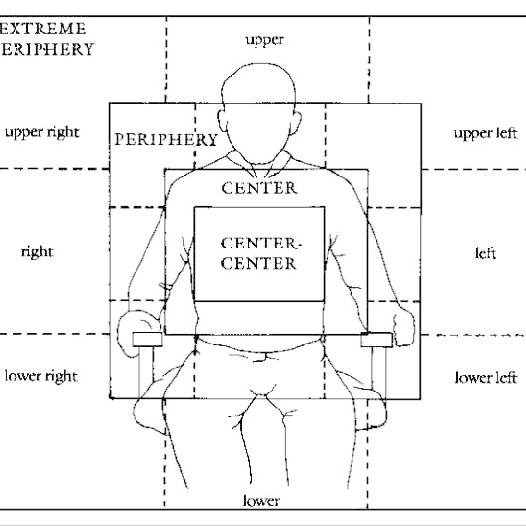 EXTREME
ERIPHERY
upper
upper right
PERIPHERY
upper left
CENTER
right
CENTER-
CENTER
left
lower right
lower left
lower